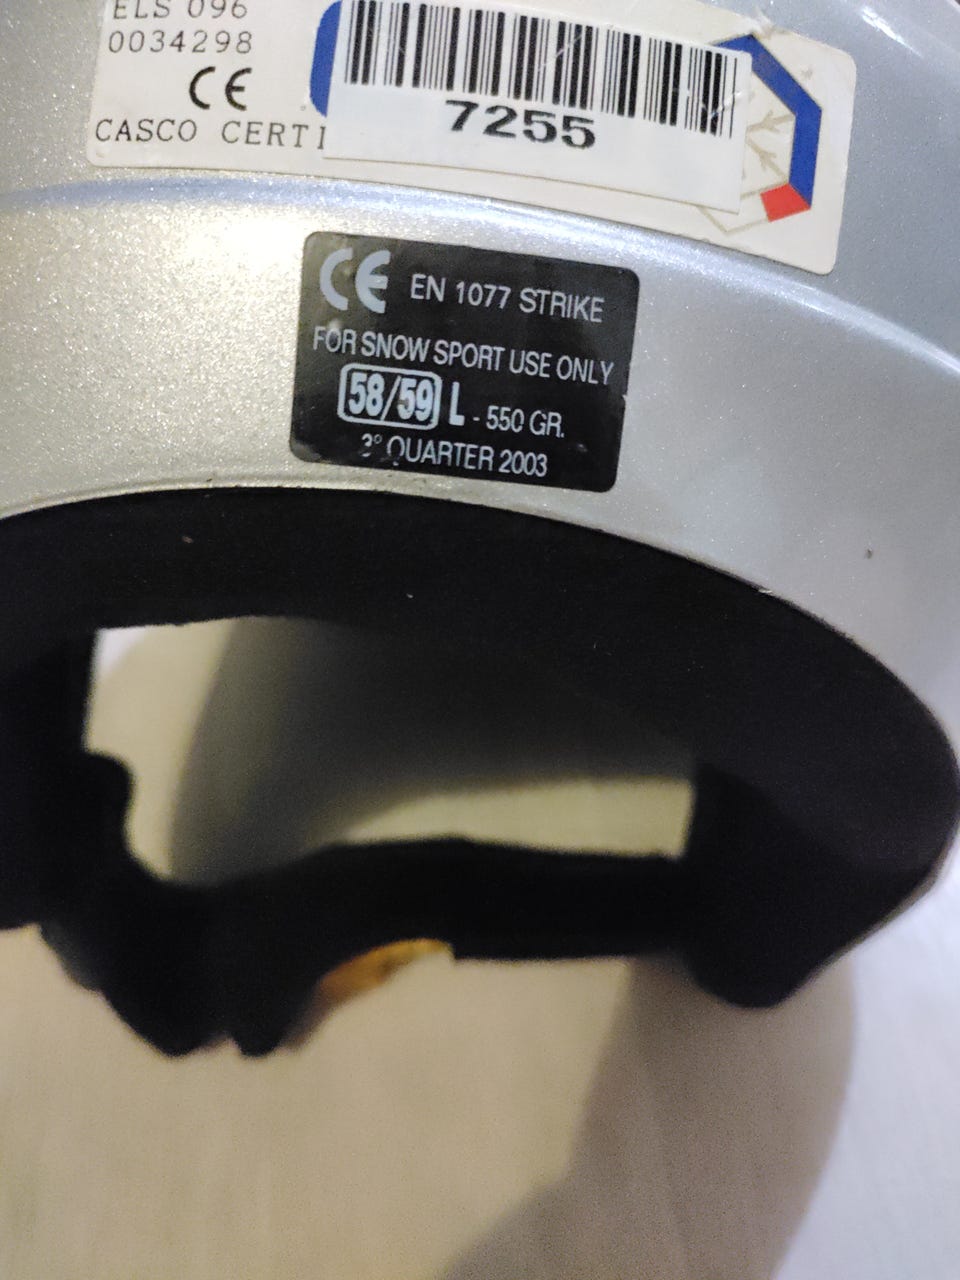 ELS 096
0034298
CE
CASCO CERTI
7255
CE EN 1077 STRIKE
FOR SNOW SPORT USE ONLY
58/59 L - 550 GR.
3° QUARTER 2003